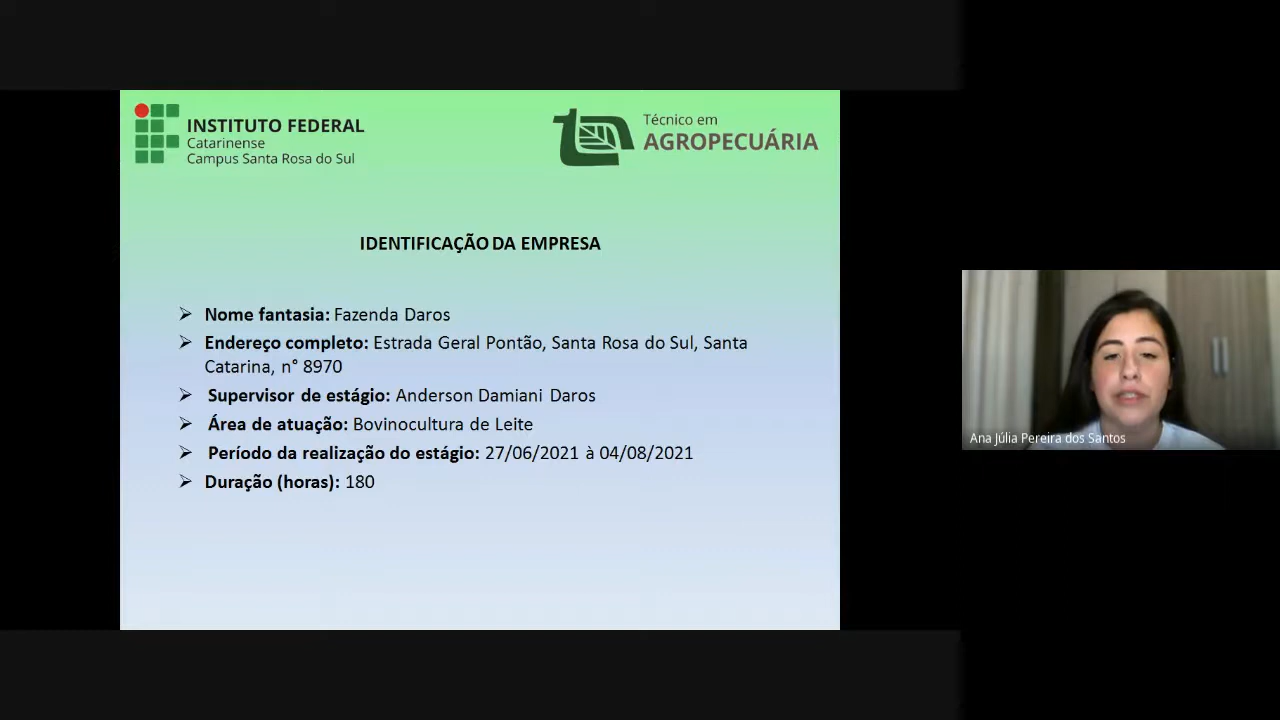 INSTITUTO FEDERAL
Catarinense
Campus Santa Rosa do Sul
Técnico em
AGROPECUÁRIA
IDENTIFICAÇÃO DA EMPRESA
Nome fantasia: Fazenda Daros
Endereço completo: Estrada Geral Pontão, Santa Rosa do Sul, Santa
Catarina, n° 8970
Supervisor de estágio: Anderson Damiani Daros
Área de atuação: Bovinocultura de Leite
Período da realização do estágio: 27/06/2021 à 04/08/2021
Duração (horas): 180
Ana Júlia Pereira dos Santos